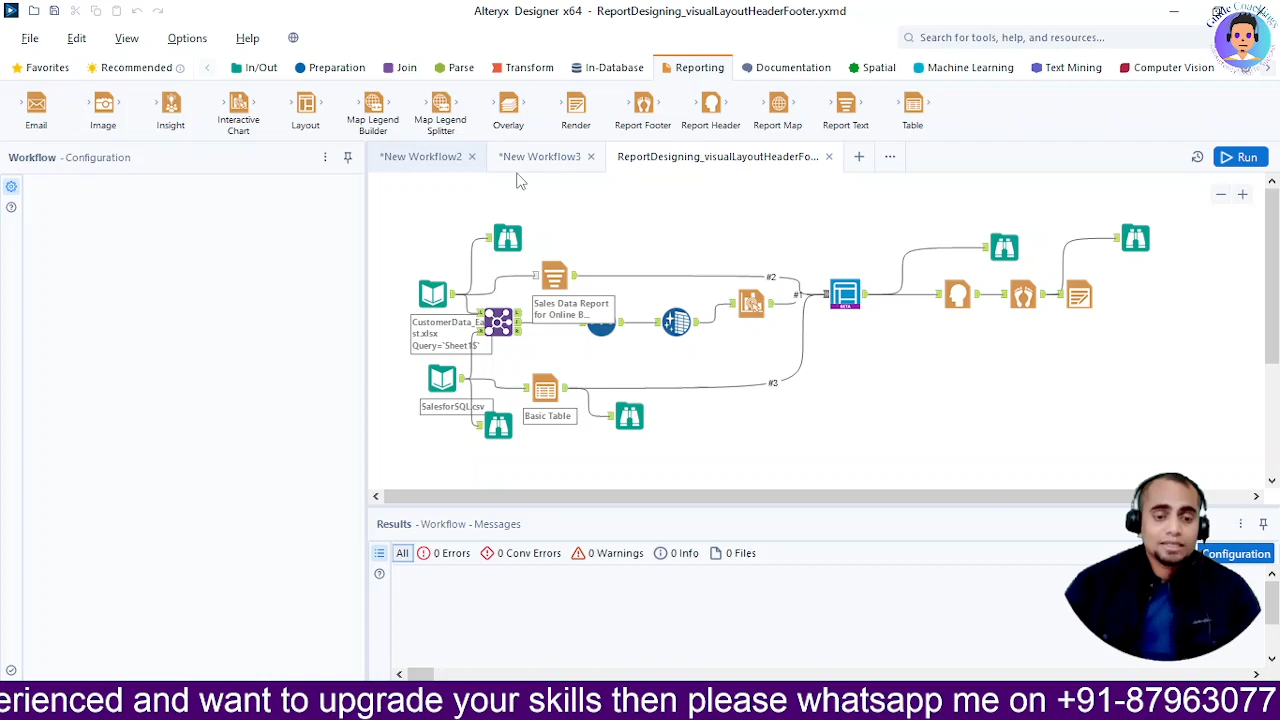 Alteryx Designer x64 - ReportDesigning_visualLayoutHeaderFooter.yxmd
File Edit View Options Help
Search for tools, help, and resources...
Favorites Recommended In/Out Preparation Join Parse Transform In-Database Reporting Documentation Spatial Machine Learning Text Mining Computer Vision
Email Image Insight Interactive Chart Layout Map Legend Builder Map Legend Splitter Overlay Render Report Footer Report Header Report Map Report Text Table
Workflow - Configuration
*New Workflow2 *New Workflow3 ReportDesigning_visualLayoutHeaderFo... Run
#2
#1
Sales Data Report
for Online B...
CustomerData_Ea
st.xlsx
Query=`Sheet1$`
BETA
#3
SalesforSQL.csv
Basic Table
Results - Workflow - Messages
All 0 Errors 0 Conv Errors 0 Warnings 0 Info 0 Files Configuration
erienced and want to upgrade your skills then please whatsapp me on +91-87963077